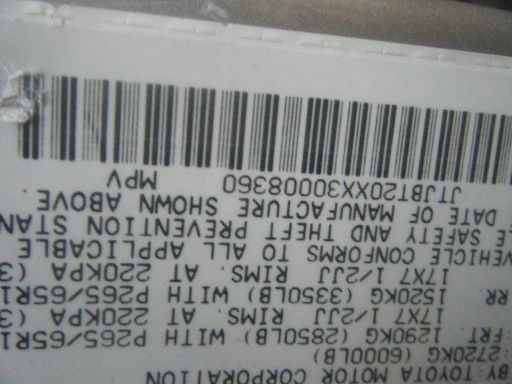 BY:TOYOTA MOTOR CORPORATION
:2720KG (6000LB)
FRT: 1290KG (2850LB) WITH P265/65R1
17X7 1/2JJ RIMS. AT 220KPA (3
RR. 1520KG (3350LB) WITH P265/65R1
17X7 1/2JJ RIMS. AT 220KPA (3
VEHICLE CONFORMS TO ALL APPLICABLE
LE SAFETY AND THEFT PREVENTION STAN
DATE OF MANUFACTURE SHOWN ABOVE.
JTJBT20XX30008360 MPV